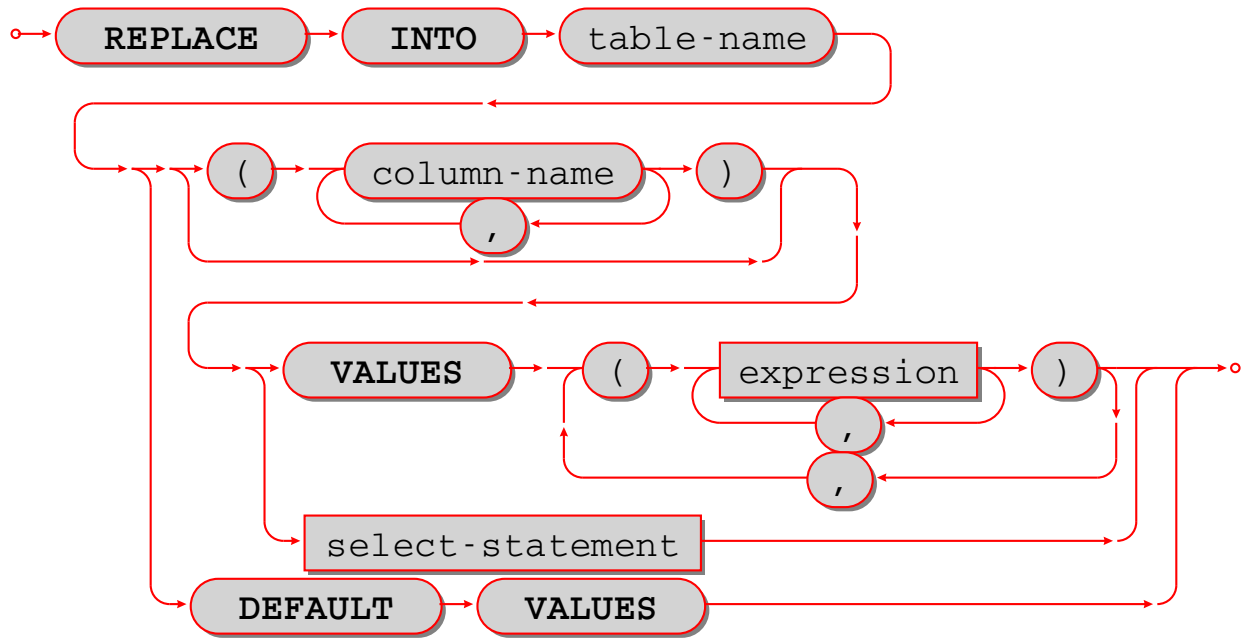 REPLACE INTO table-name
( column-name )
,
VALUES ( expression )
,
,
select-statement
DEFAULT VALUES